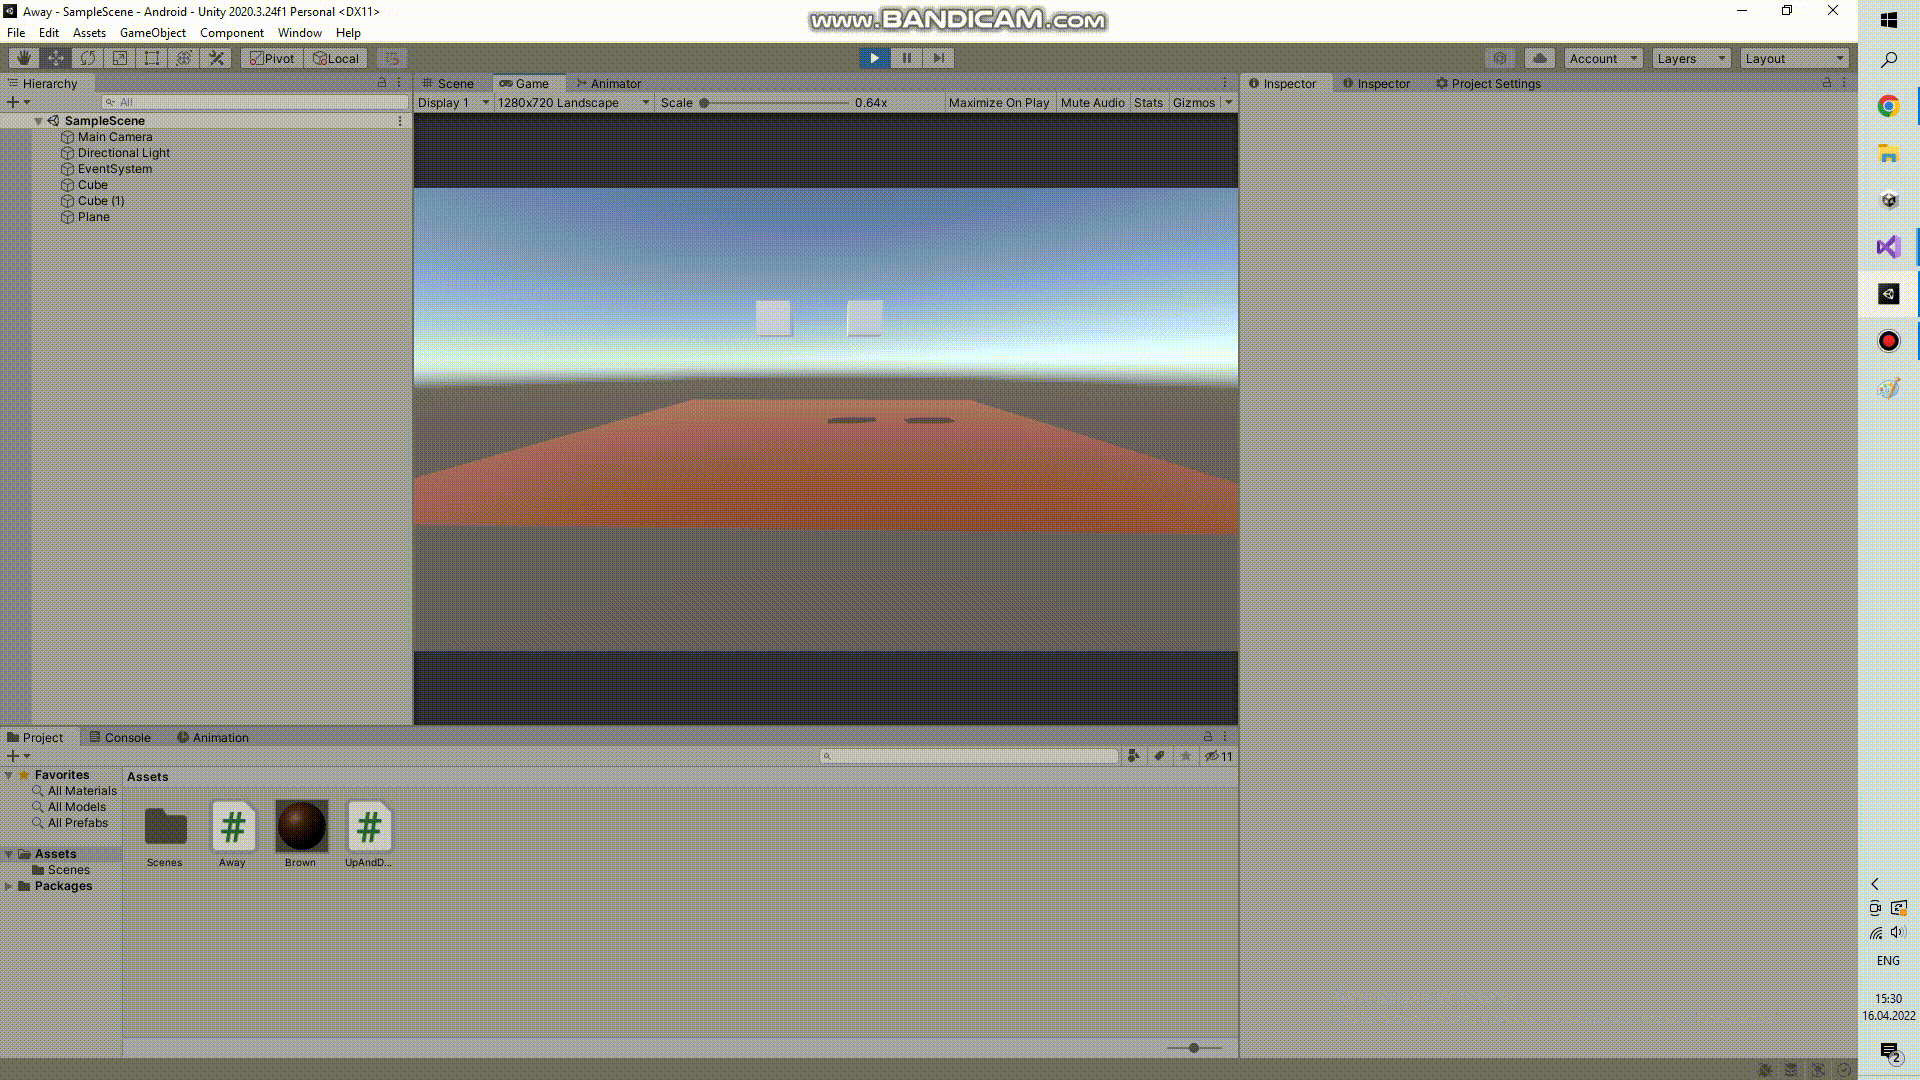 Away - SampleScene - Android - Unity 2020.3.24f1 Personal <DX11>
www.BANDICAM.com
File Edit Assets GameObject Component Window Help
Pivot Local Account Layers Layout
Hierarchy
All
SampleScene
Main Camera
Directional Light
EventSystem
Cube
Cube (1)
Plane
Scene Game Animator
Display 1 1280x720 Landscape Scale 0.64x Maximize On Play Mute Audio Stats Gizmos
Inspector Inspector Project Settings
Project Console Animation
11
Favorites
All Materials
All Models
All Prefabs
Assets
Scenes
Packages
Assets
Scenes Away Brown UpAndD...
ENG
15:30
16.04.2022
2